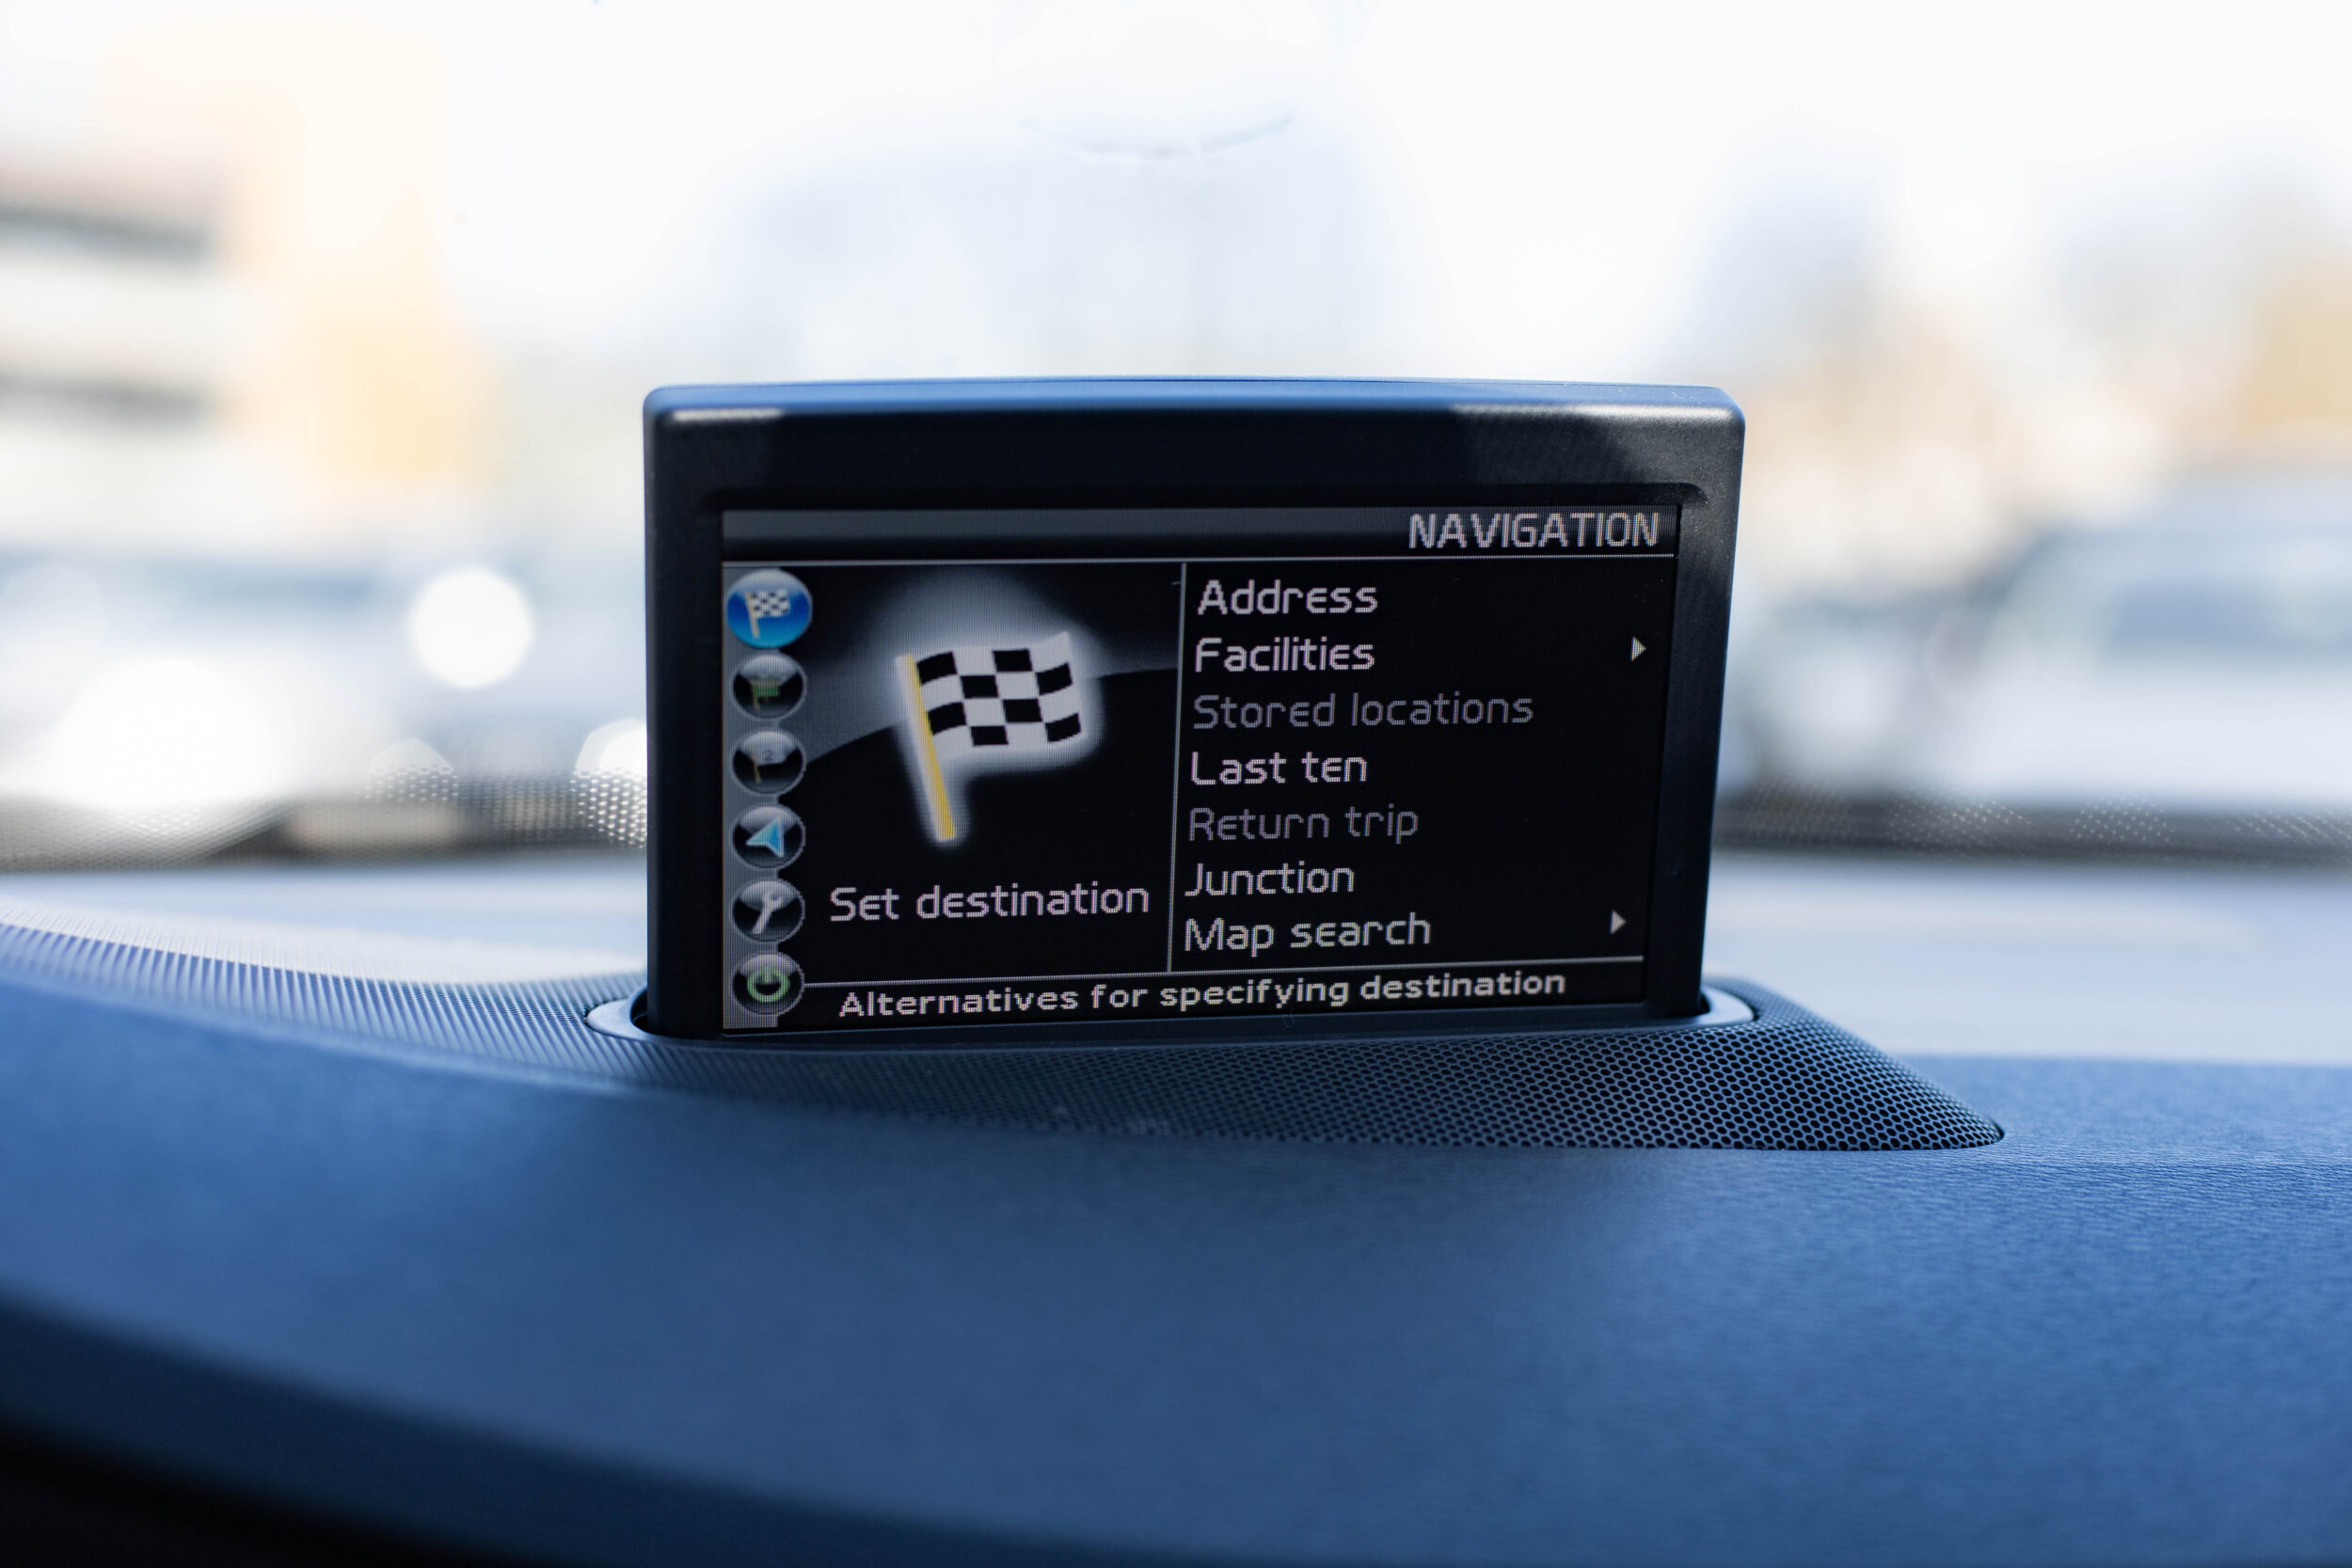 NAVIGATION
Address
Facilities
Stored locations
Last ten
Return trip
Junction
Map search
Set destination
Alternatives for specifying destination